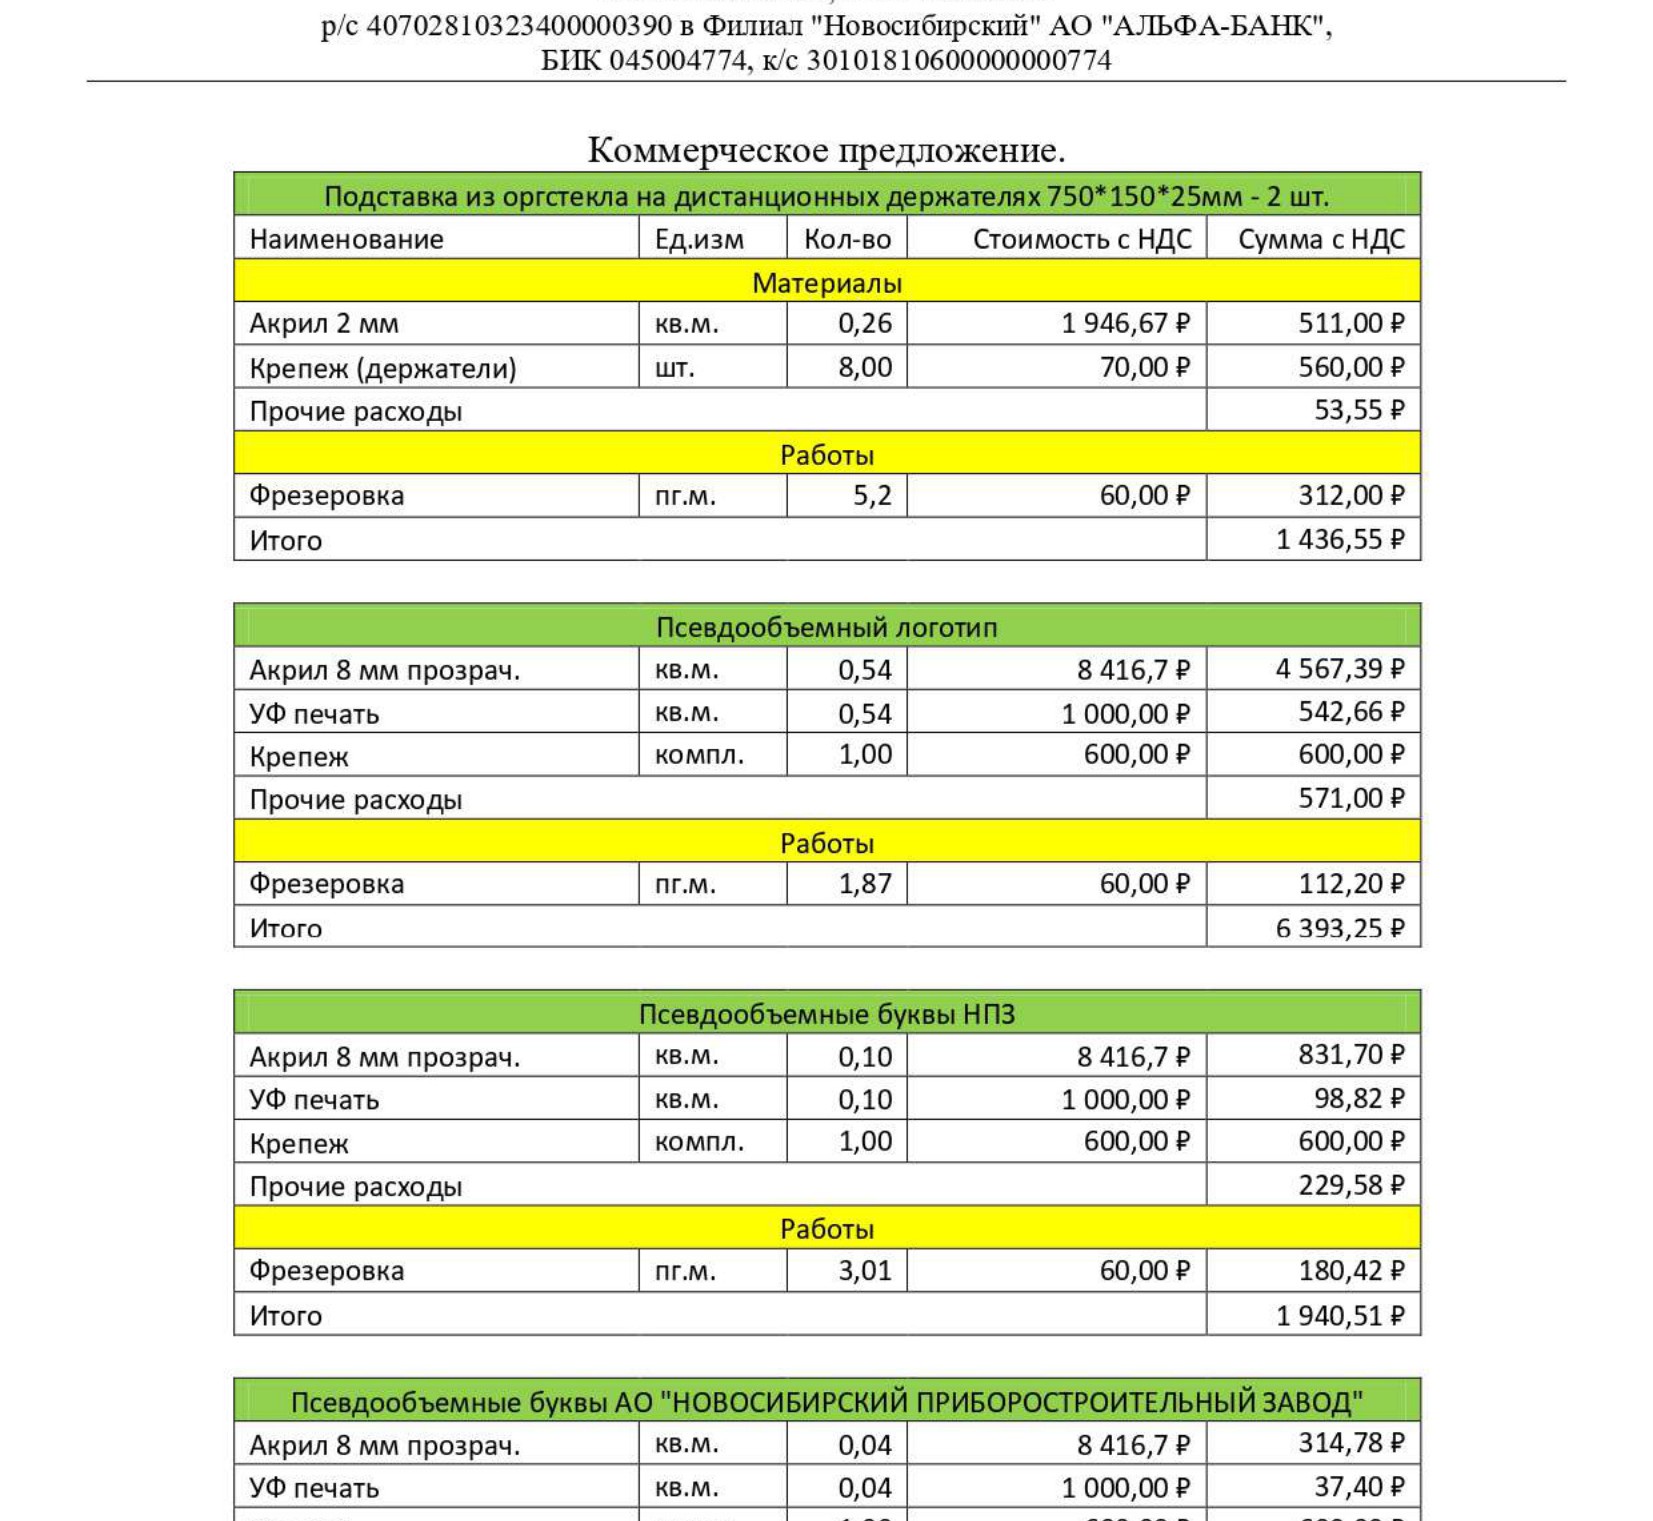 р/с 40702810323400000390 в Филиал "Новосибирский" АО "АЛЬФА-БАНК",
БИК 045004774, к/с 30101810600000000774
Коммерческое предложение.
Подставка из оргстекла на дистанционных держателях 750*150*25мм - 2 шт.
Наименование Ед.изм Кол-во Стоимость с НДС Сумма с НДС
Материалы
Акрил 2 мм кв.м. 0,26 1 946,67 ₽ 511,00 ₽
Крепеж (держатели) шт. 8,00 70,00 ₽ 560,00 ₽
Прочие расходы 53,55 ₽
Работы
Фрезеровка пг.м. 5,2 60,00 ₽ 312,00 ₽
Итого 1 436,55 ₽
Псевдообъемный логотип
Акрил 8 мм прозрач. кв.м. 0,54 8 416,7 ₽ 4 567,39 ₽
УФ печать кв.м. 0,54 1 000,00 ₽ 542,66 ₽
Крепеж компл. 1,00 600,00 ₽ 600,00 ₽
Прочие расходы 571,00 ₽
Работы
Фрезеровка пг.м. 1,87 60,00 ₽ 112,20 ₽
Итого 6 393,25 ₽
Псевдообъемные буквы НПЗ
Акрил 8 мм прозрач. кв.м. 0,10 8 416,7 ₽ 831,70 ₽
УФ печать кв.м. 0,10 1 000,00 ₽ 98,82 ₽
Крепеж компл. 1,00 600,00 ₽ 600,00 ₽
Прочие расходы 229,58 ₽
Работы
Фрезеровка пг.м. 3,01 60,00 ₽ 180,42 ₽
Итого 1 940,51 ₽
Псевдообъемные буквы АО "НОВОСИБИРСКИЙ ПРИБОРОСТРОИТЕЛЬНЫЙ ЗАВОД"
Акрил 8 мм прозрач. кв.м. 0,04 8 416,7 ₽ 314,78 ₽
УФ печать кв.м. 0,04 1 000,00 ₽ 37,40 ₽